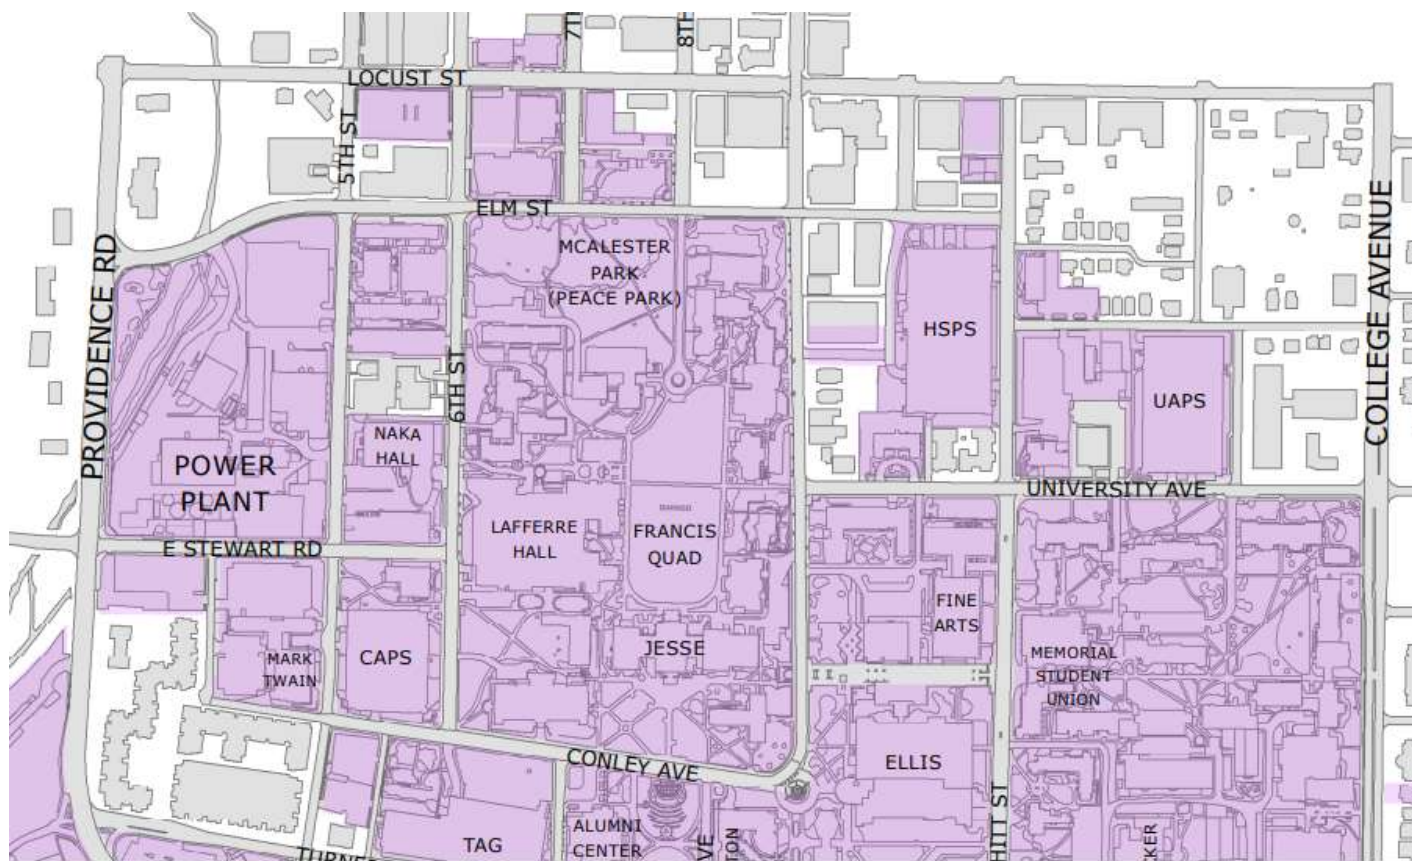 7TH
8TH
LOCUST ST
5TH ST
ELM ST
MCALESTER
PARK
(PEACE PARK)
PROVIDENCE RD
COLLEGE AVENUE
HSPS
6TH ST
UAPS
NAKA
HALL
POWER
PLANT
UNIVERSITY AVE
LAFFERRE
HALL
FRANCIS
QUAD
E STEWART RD
FINE
ARTS
JESSE
CAPS
MARK
TWAIN
MEMORIAL
STUDENT
UNION
CONLEY AVE
ELLIS
HITT ST
TAG
ALUMNI
CENTER